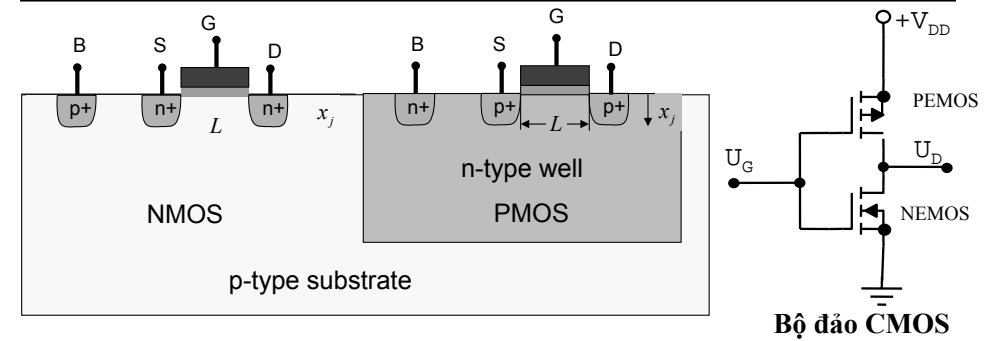 G
G
B
S
D
B
S
D
+V_DD
p+
n+
n+
x_j
n+
p+
p+
x_j
L
L
PEMOS
n-type well
U_G
U_D
NMOS
PMOS
NEMOS
p-type substrate
Bộ đảo CMOS